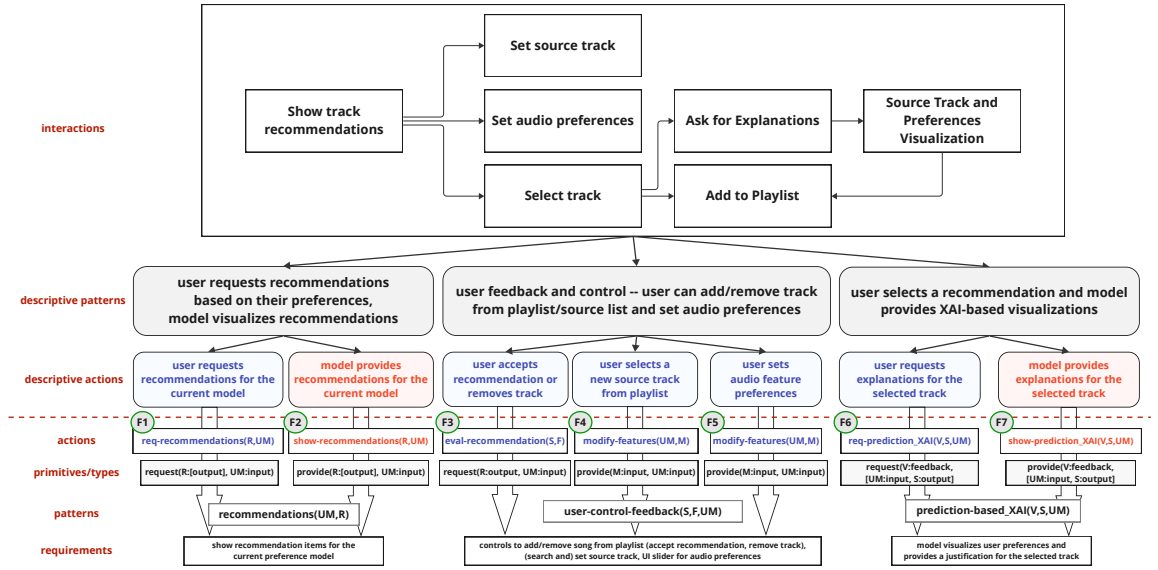 Set source track
interactions
Show track
recommendations
Set audio preferences
Ask for Explanations
Source Track and
Preferences
Visualization
Select track
Add to Playlist
descriptive patterns
user requests recommendations
based on their preferences,
model visualizes recommendations
user feedback and control -- user can add/remove track
from playlist/source list and set audio preferences
user selects a recommendation and model
provides XAI-based visualizations
descriptive actions
user requests
recommendations for the
current model
model provides
recommendations for the
current model
user accepts
recommendation or
removes track
user selects a
new source track
from playlist
user sets
audio feature
preferences
user requests
explanations for the
selected track
model provides
explanations for the
selected track
F1
F2
F3
F4
F5
F6
F7
actions
req-recommendations(R,UM)
show-recommendations(R,UM)
eval-recommendation(S,F)
modify-features(UM,M)
modify-features(UM,M)
req-prediction_XAI(V,S,UM)
show-prediction_XAI(V,S,UM)
primitives/types
request(R:[output], UM:input)
provide(R:[output], UM:input)
request(R:output, UM:input)
provide(M:input, UM:input)
provide(M:input, UM:input)
request(V:feedback,
[UM:input, S:output]
provide(V:feedback,
[UM:input, S:output]
patterns
recommendations(UM,R)
user-control-feedback(S,F,UM)
prediction-based_XAI(V,S,UM)
requirements
show recommendation items for the
current preference model
controls to add/remove song from playlist (accept recommendation, remove track),
(search and) set source track, UI slider for audio preferences
model visualizes user preferences and
provides a justification for the selected track